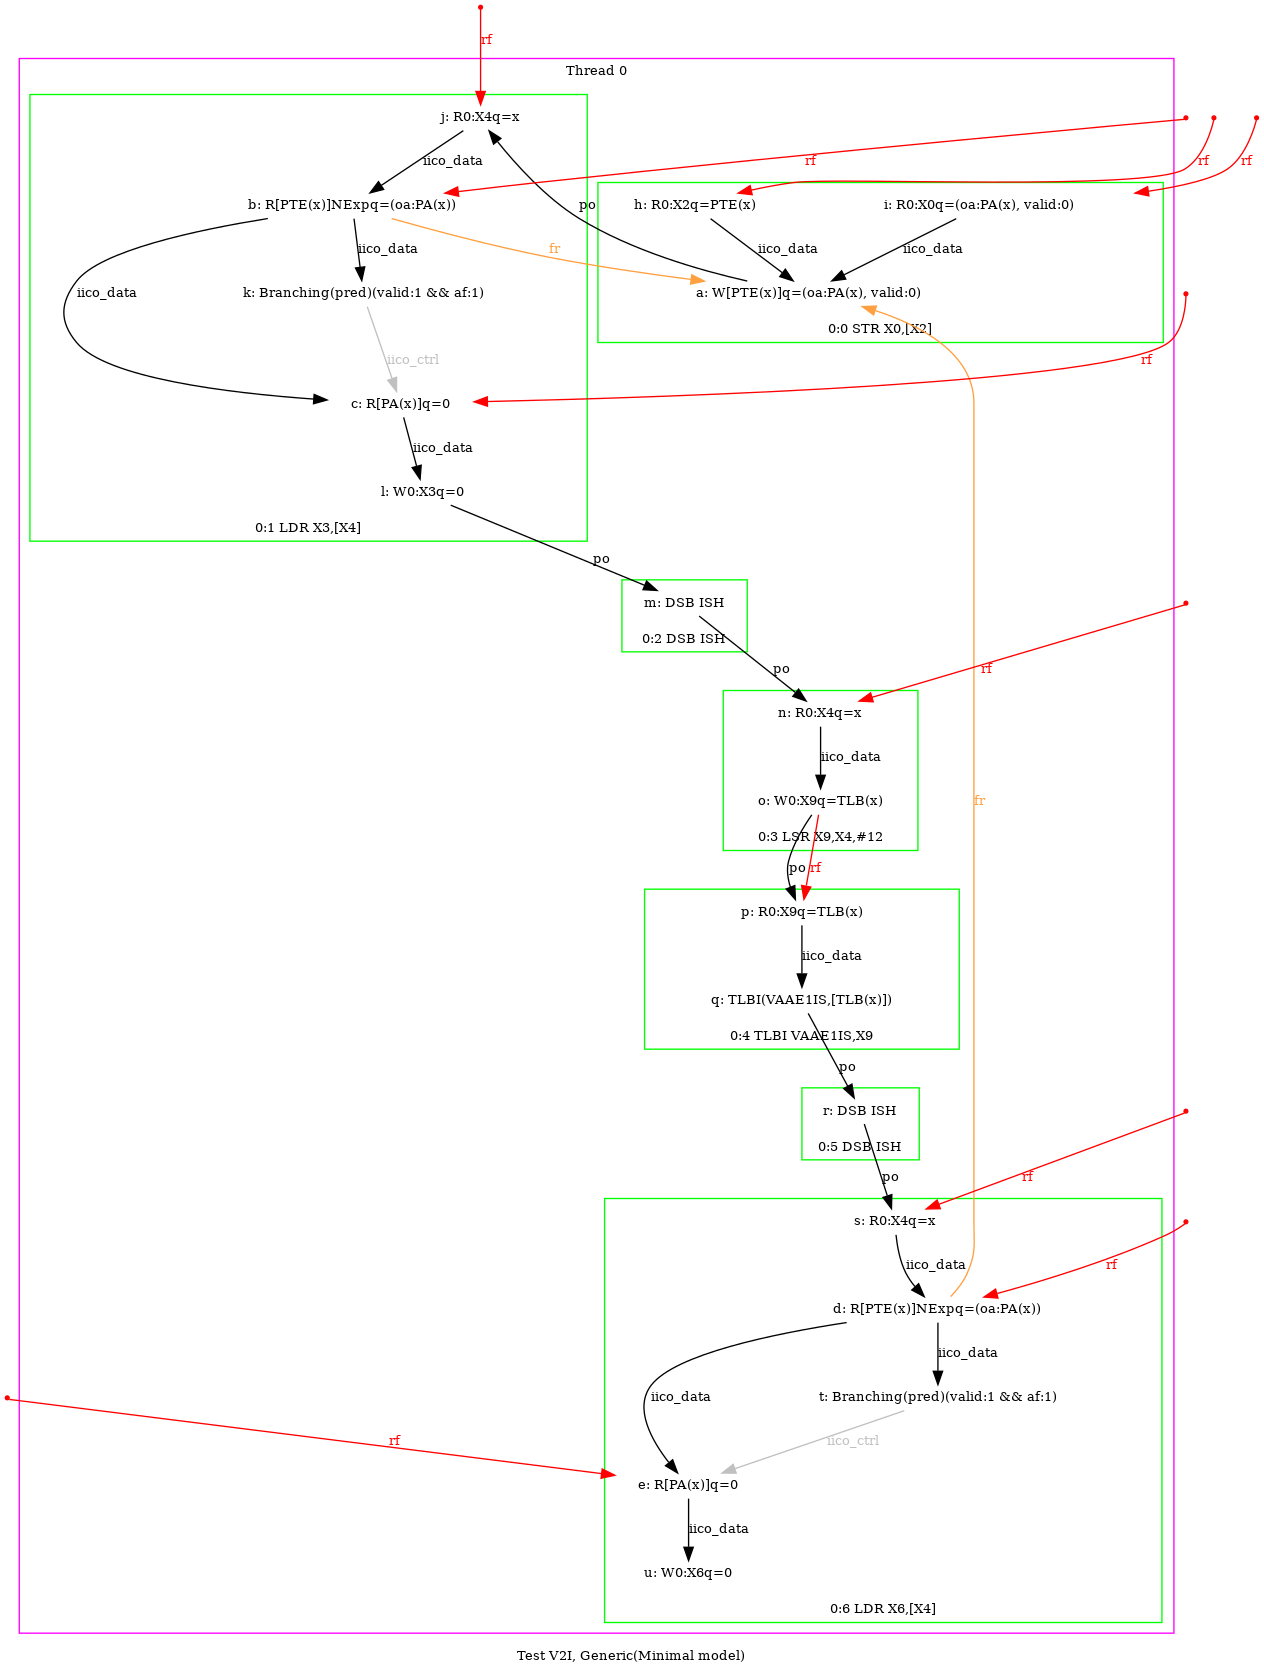 rf
Thread 0
j: R0:X4q=x
iico_data
rf
rf
rf
b: R[PTE(x)]NExpq=(oa:PA(x))
po
h: R0:X2q=PTE(x)
i: R0:X0q=(oa:PA(x), valid:0)
iico_data
fr
iico_data
iico_data
iico_data
k: Branching(pred)(valid:1 && af:1)
a: W[PTE(x)]q=(oa:PA(x), valid:0)
0:0 STR X0,[X2]
iico_ctrl
rf
c: R[PA(x)]q=0
iico_data
l: W0:X3q=0
0:1 LDR X3,[X4]
po
m: DSB ISH
0:2 DSB ISH
po
rf
n: R0:X4q=x
iico_data
o: W0:X9q=TLB(x)
fr
0:3 LSR X9,X4,#12
po
rf
p: R0:X9q=TLB(x)
iico_data
q: TLBI(VAAE1IS,[TLB(x)])
0:4 TLBI VAAE1IS,X9
po
r: DSB ISH
0:5 DSB ISH
po
rf
s: R0:X4q=x
iico_data
rf
d: R[PTE(x)]NExpq=(oa:PA(x))
iico_data
iico_data
t: Branching(pred)(valid:1 && af:1)
rf
iico_ctrl
e: R[PA(x)]q=0
iico_data
u: W0:X6q=0
0:6 LDR X6,[X4]
Test V2I, Generic(Minimal model)